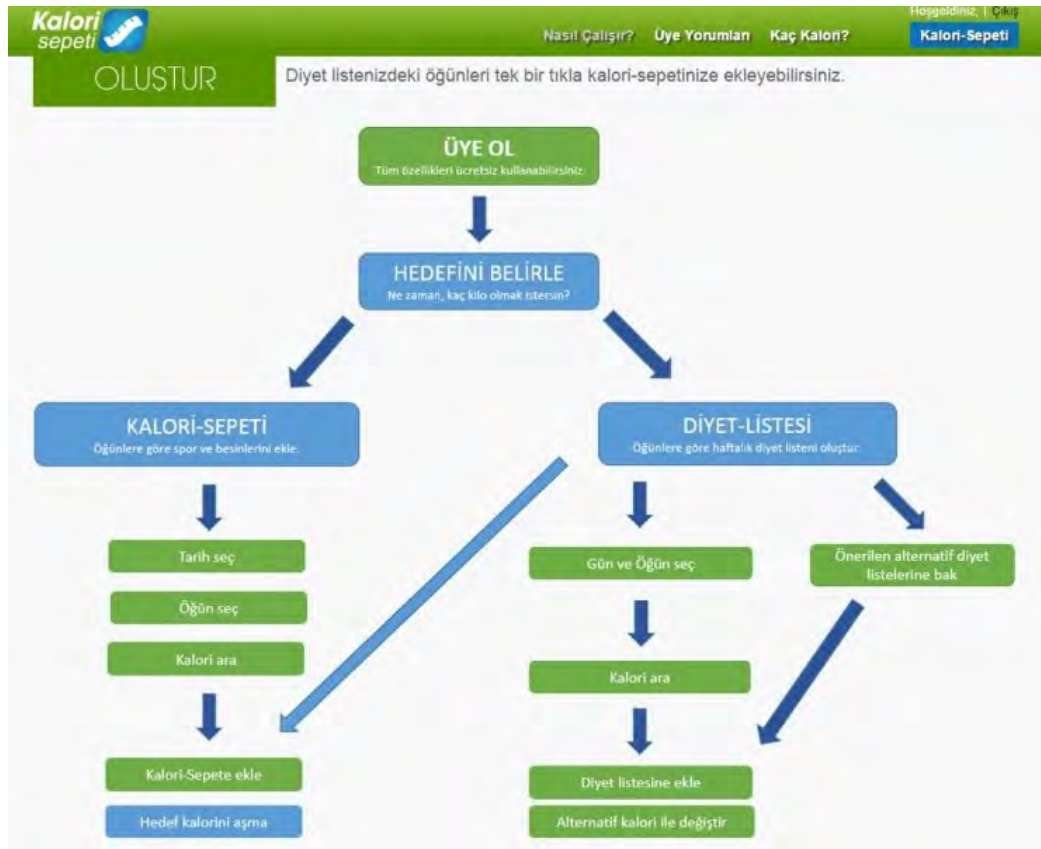 Kalori
sepeti
Hoşgeldiniz, | Çıkış
Nasıl Çalışır? Üye Yorumları Kaç Kalori? Kalori-Sepeti
OLUŞTUR
Diyet listenizdeki öğünleri tek bir tıkla kalori-sepetinize ekleyebilirsiniz.
ÜYE OL
Tüm özellikleri ücretsiz kullanabilirsiniz.
HEDEFİNİ BELİRLE
Ne zaman, kaç kilo olmak istersin?
KALORİ-SEPETİ
Öğünlere göre spor ve besinlerini ekle.
DİYET-LİSTESİ
Öğünlere göre haftalık diyet listeni oluştur.
Tarih seç
Öğün seç
Kalori ara
Kalori-Sepete ekle
Hedef kalorini aşma
Gün ve Öğün seç
Kalori ara
Diyet listesine ekle
Alternatif kalori ile değiştir
Önerilen alternatif diyet
listelerine bak